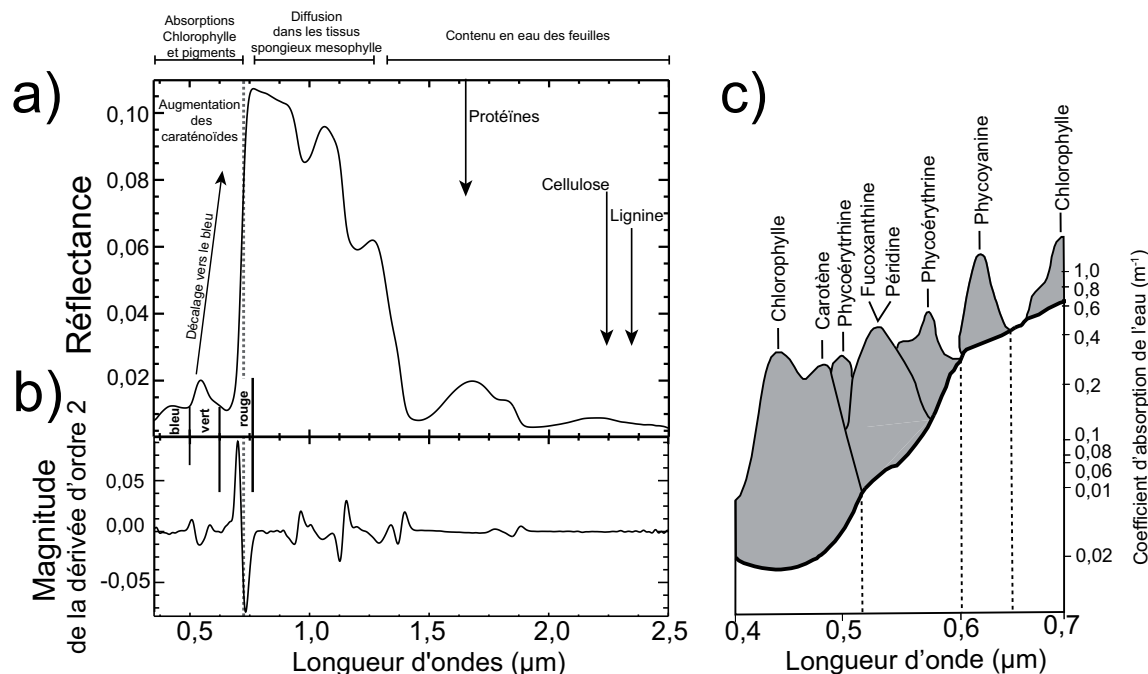 Absorptions
Chlorophylle
et pigments
Diffusion
dans les tissus
spongieux mesophylle
Contenu en eau des feuilles
a)
Réflectance
0,10
0,08
0,06
0,04
0,02
Augmentation
des
caraténoïdes
Décalage vers le bleu
Protéïnes
Cellulose
Lignine
bleu
vert
rouge
b)
Magnitude
de la dérivée d'ordre 2
0,05
0,00
-0,05
0,5
1,0
1,5
2,0
2,5
Longueur d'ondes (µm)
c)
Chlorophylle
Carotène
Phycoérytrhine
Fucoxanthine
Péridine
Phycoérythrine
Phycoyanine
Chlorophylle
1,0
0,8
0,6
0,4
0,2
0,1
0,08
0,06
0,01
0,02
Coefficient d'absorption de l'eau (m⁻¹)
0,4
0,5
0,6
0,7
Longueur d'onde (µm)